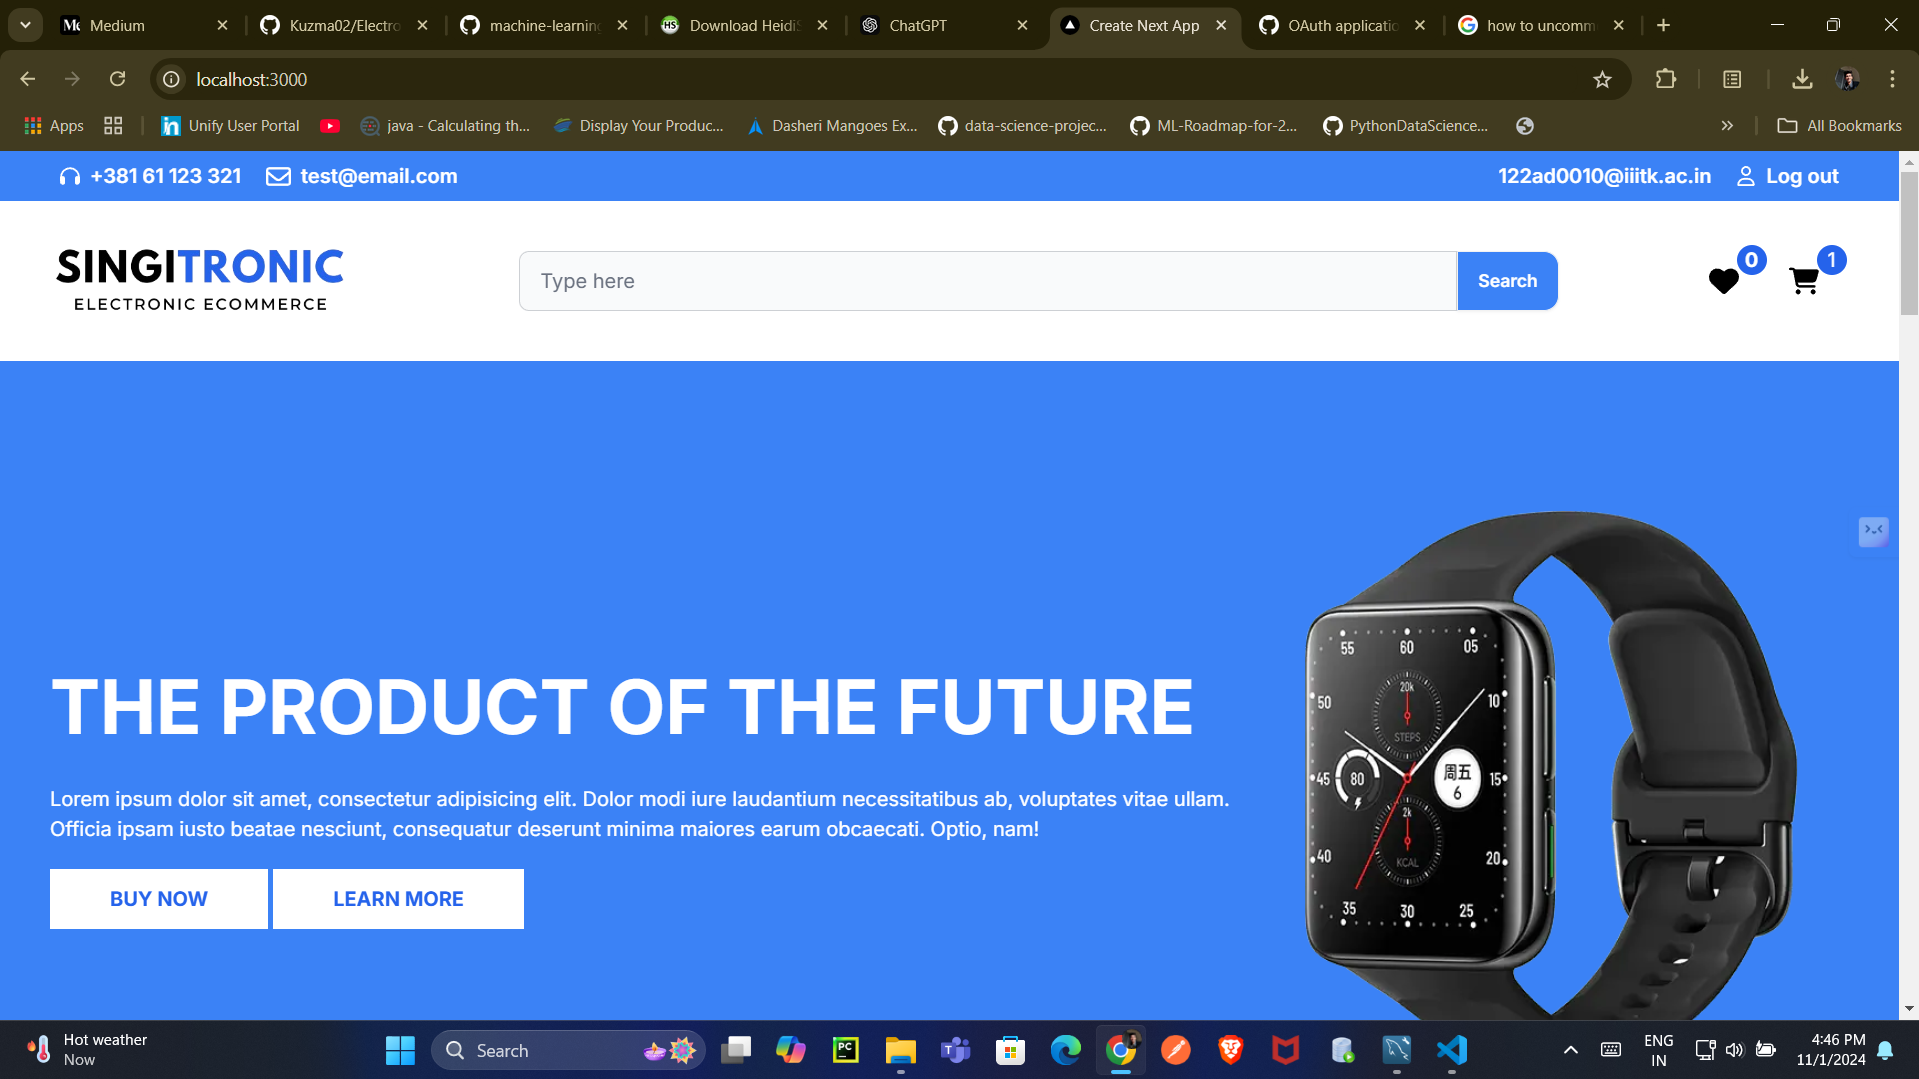 Medium
Kuzma02/Electro
machine-learning
Download HeidiS
ChatGPT
Create Next App
OAuth applicatio
how to uncomm
localhost:3000
Apps
Unify User Portal
java - Calculating th...
Display Your Produc...
Dasheri Mangoes Ex...
data-science-projec...
ML-Roadmap-for-2...
PythonDataScience...
All Bookmarks
+381 61 123 321
test@email.com
122ad0010@iiitk.ac.in
Log out
SINGITRONIC
ELECTRONIC ECOMMERCE
Type here
Search
0
1
THE PRODUCT OF THE FUTURE
Lorem ipsum dolor sit amet, consectetur adipisicing elit. Dolor modi iure laudantium necessitatibus ab, voluptates vitae ullam.
Officia ipsam iusto beatae nesciunt, consequatur deserunt minima maiores earum obcaecati. Optio, nam!
BUY NOW
LEARN MORE
55 60 05
50 20k 10
STEPS
45 80 周五 15
6
2k
40 KCAL 20
35 30 25
Hot weather
Now
Search
ENG
IN
4:46 PM
11/1/2024